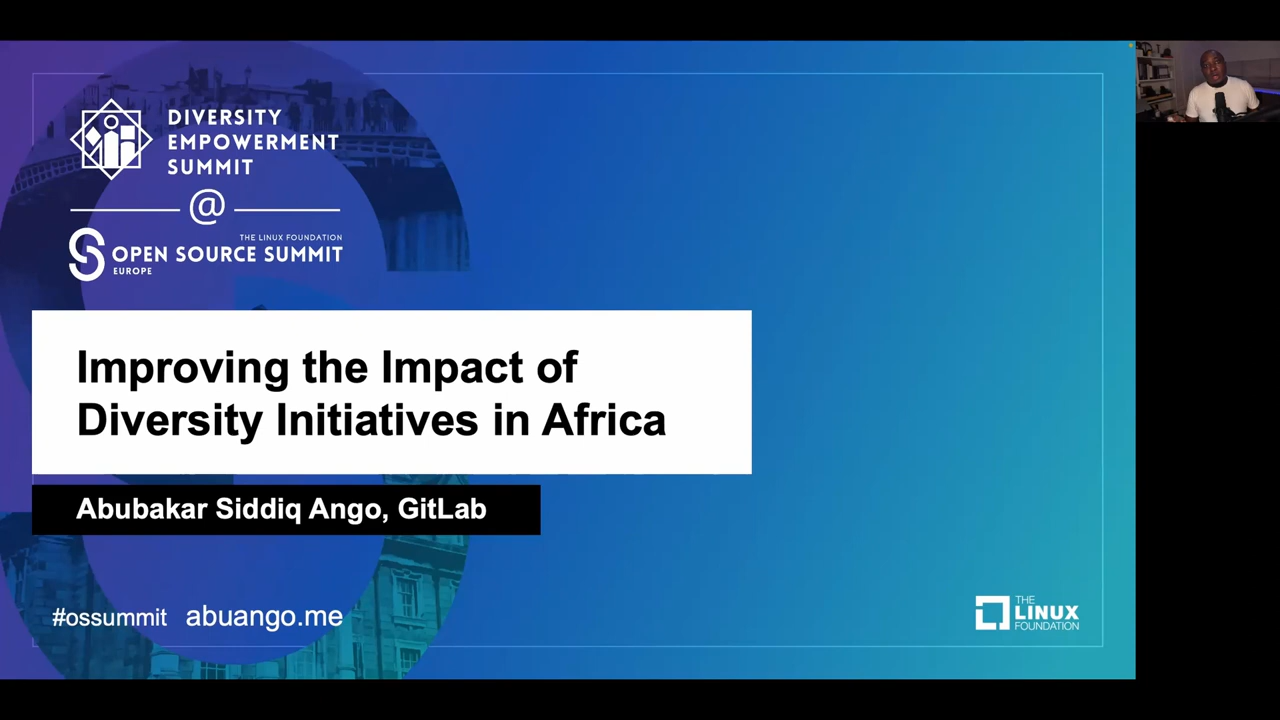 DIVERSITY
EMPOWERMENT
SUMMIT
@
THE LINUX FOUNDATION
OPEN SOURCE SUMMIT
EUROPE
Improving the Impact of
Diversity Initiatives in Africa
Abubakar Siddiq Ango, GitLab
#ossummit abuango.me
THE
LINUX
FOUNDATION